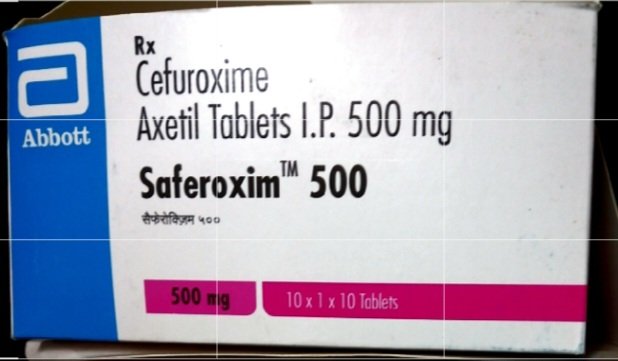 Abbott
Rx
Cefuroxime
Axetil Tablets I.P. 500 mg
Saferoxim™ 500
सैफेरोक्ज़िम ५००
500 mg
10 x 1 x 10 Tablets